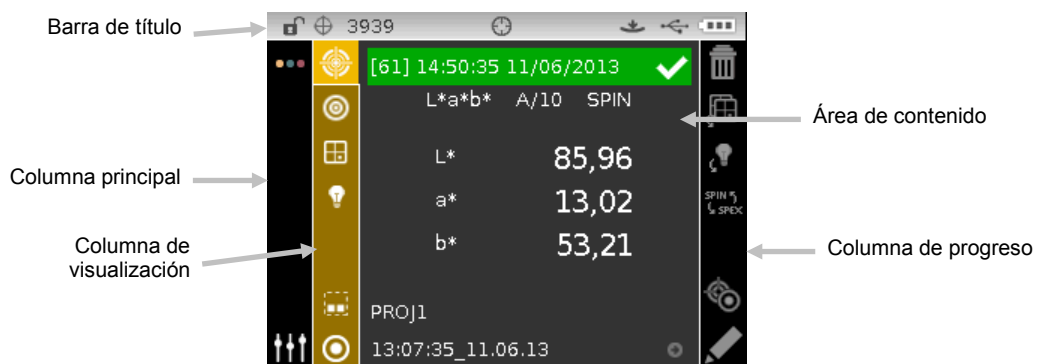 Barra de título
3939
[61] 14:50:35 11/06/2013
L*a*b* A/10 SPIN
Área de contenido
L* 85,96
Columna principal
a* 13,02
SPIN
SPEX
b* 53,21
Columna de
visualización
Columna de progreso
PROJ1
13:07:35_11.06.13